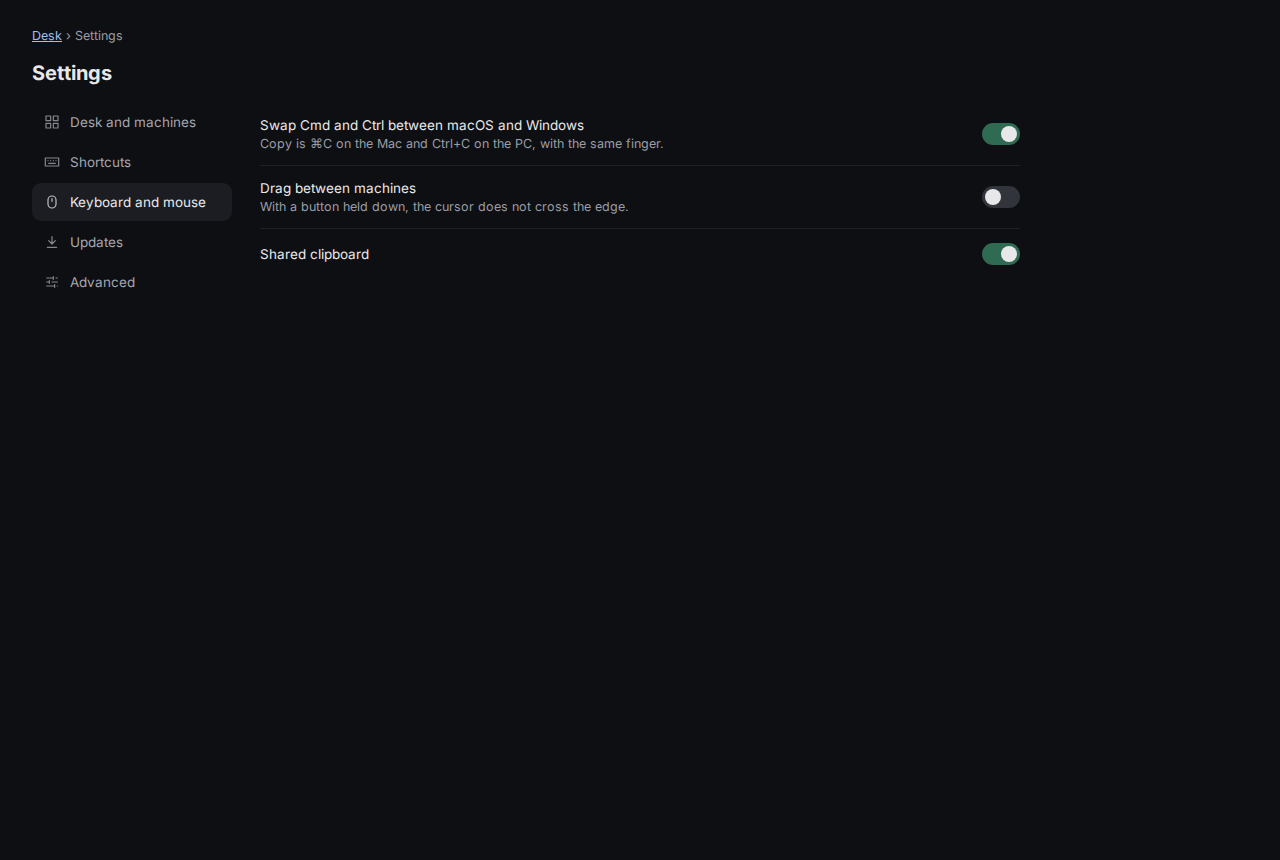 Desk › Settings
Settings
Desk and machines
Shortcuts
Keyboard and mouse
Updates
Advanced
Swap Cmd and Ctrl between macOS and Windows
Copy is ⌘C on the Mac and Ctrl+C on the PC, with the same finger.
Drag between machines
With a button held down, the cursor does not cross the edge.
Shared clipboard